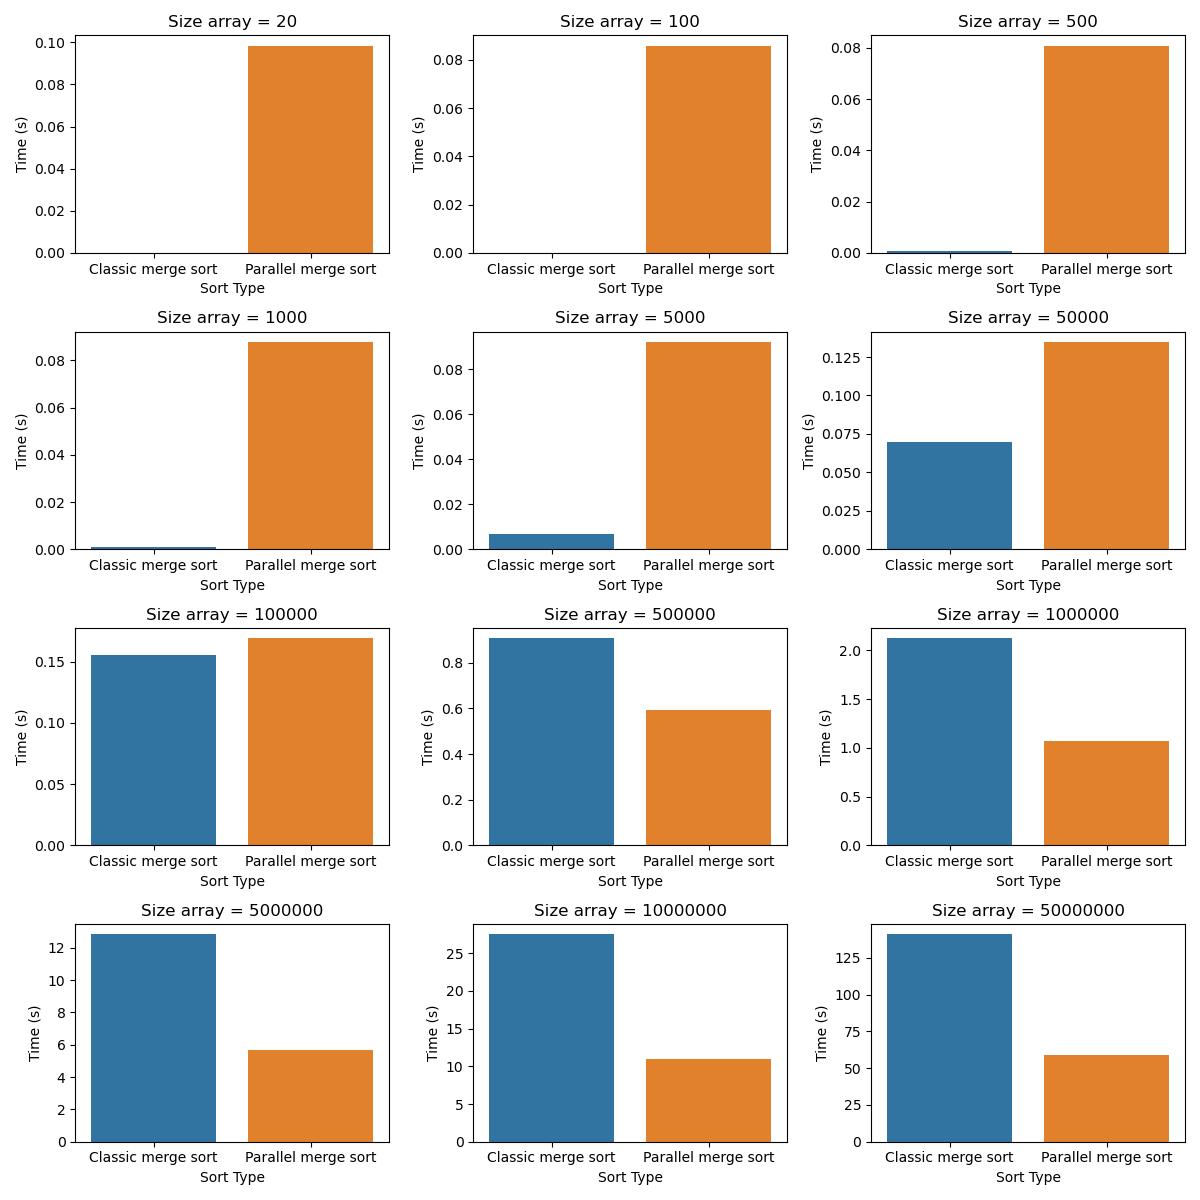 Size array = 20
0.10
0.08
0.06
0.04
0.02
0.00
Time (s)
Classic merge sort Parallel merge sort
Sort Type
Size array = 100
0.08
0.06
0.04
0.02
0.00
Time (s)
Classic merge sort Parallel merge sort
Sort Type
Size array = 500
0.08
0.06
0.04
0.02
0.00
Time (s)
Classic merge sort Parallel merge sort
Sort Type
Size array = 1000
0.08
0.06
0.04
0.02
0.00
Time (s)
Classic merge sort Parallel merge sort
Sort Type
Size array = 5000
0.08
0.06
0.04
0.02
0.00
Time (s)
Classic merge sort Parallel merge sort
Sort Type
Size array = 50000
0.125
0.100
0.075
0.050
0.025
0.000
Time (s)
Classic merge sort Parallel merge sort
Sort Type
Size array = 100000
0.15
0.10
0.05
0.00
Time (s)
Classic merge sort Parallel merge sort
Sort Type
Size array = 500000
0.8
0.6
0.4
0.2
0.0
Time (s)
Classic merge sort Parallel merge sort
Sort Type
Size array = 1000000
2.0
1.5
1.0
0.5
0.0
Time (s)
Classic merge sort Parallel merge sort
Sort Type
Size array = 5000000
12
10
8
6
4
2
0
Time (s)
Classic merge sort Parallel merge sort
Sort Type
Size array = 10000000
25
20
15
10
5
0
Time (s)
Classic merge sort Parallel merge sort
Sort Type
Size array = 50000000
125
100
75
50
25
0
Time (s)
Classic merge sort Parallel merge sort
Sort Type